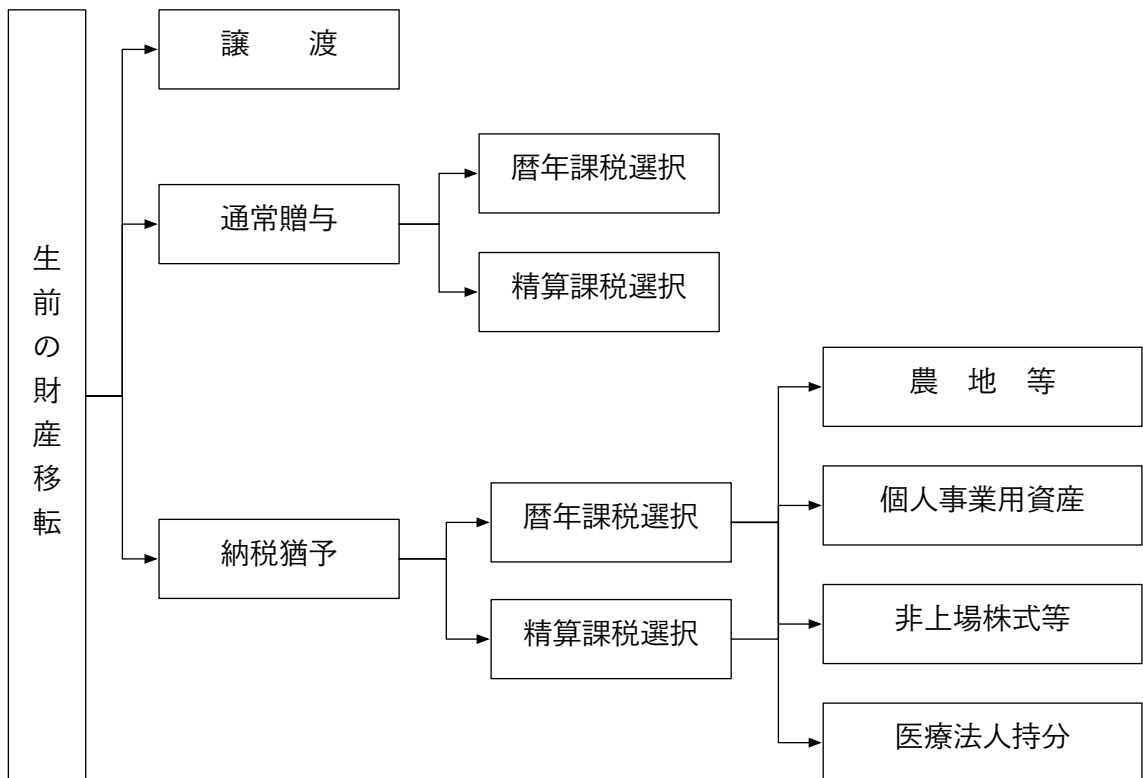 生前の財産移転
譲　　渡
通常贈与
暦年課税選択
精算課税選択
納税猶予
暦年課税選択
精算課税選択
農　地　等
個人事業用資産
非上場株式等
医療法人持分